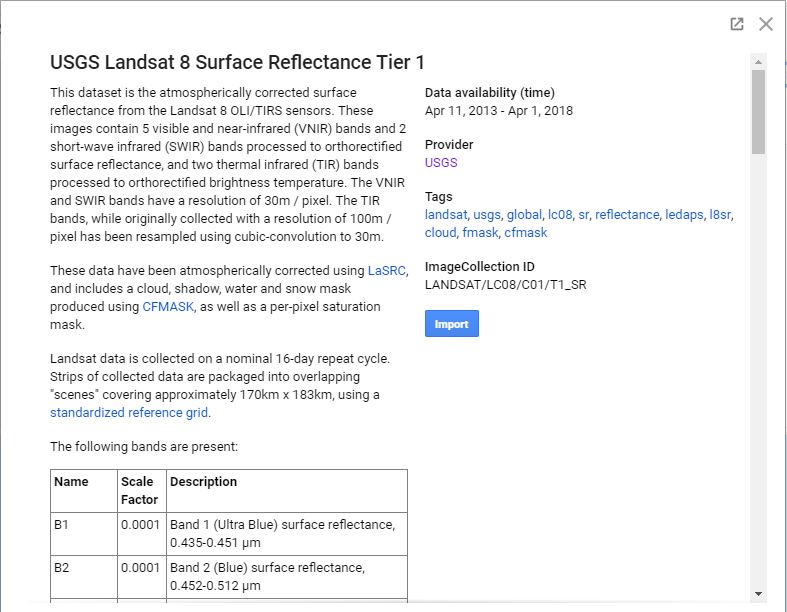 USGS Landsat 8 Surface Reflectance Tier 1
This dataset is the atmospherically corrected surface
reflectance from the Landsat 8 OLI/TIRS sensors. These
images contain 5 visible and near-infrared (VNIR) bands and 2
short-wave infrared (SWIR) bands processed to orthorectified
surface reflectance, and two thermal infrared (TIR) bands
processed to orthorectified brightness temperature. The VNIR
and SWIR bands have a resolution of 30m / pixel. The TIR
bands, while originally collected with a resolution of 100m /
pixel has been resampled using cubic-convolution to 30m.
These data have been atmospherically corrected using LaSRC,
and includes a cloud, shadow, water and snow mask
produced using CFMASK, as well as a per-pixel saturation
mask.
Landsat data is collected on a nominal 16-day repeat cycle.
Strips of collected data are packaged into overlapping
"scenes" covering approximately 170km x 183km, using a
standardized reference grid.
The following bands are present:
Name Scale Factor Description
B1 0.0001 Band 1 (Ultra Blue) surface reflectance,
0.435-0.451 μm
B2 0.0001 Band 2 (Blue) surface reflectance,
0.452-0.512 μm
Data availability (time)
Apr 11, 2013 - Apr 1, 2018
Provider
USGS
Tags
landsat, usgs, global, lc08, sr, reflectance, ledaps, l8sr,
cloud, fmask, cfmask
ImageCollection ID
LANDSAT/LC08/C01/T1_SR
Import